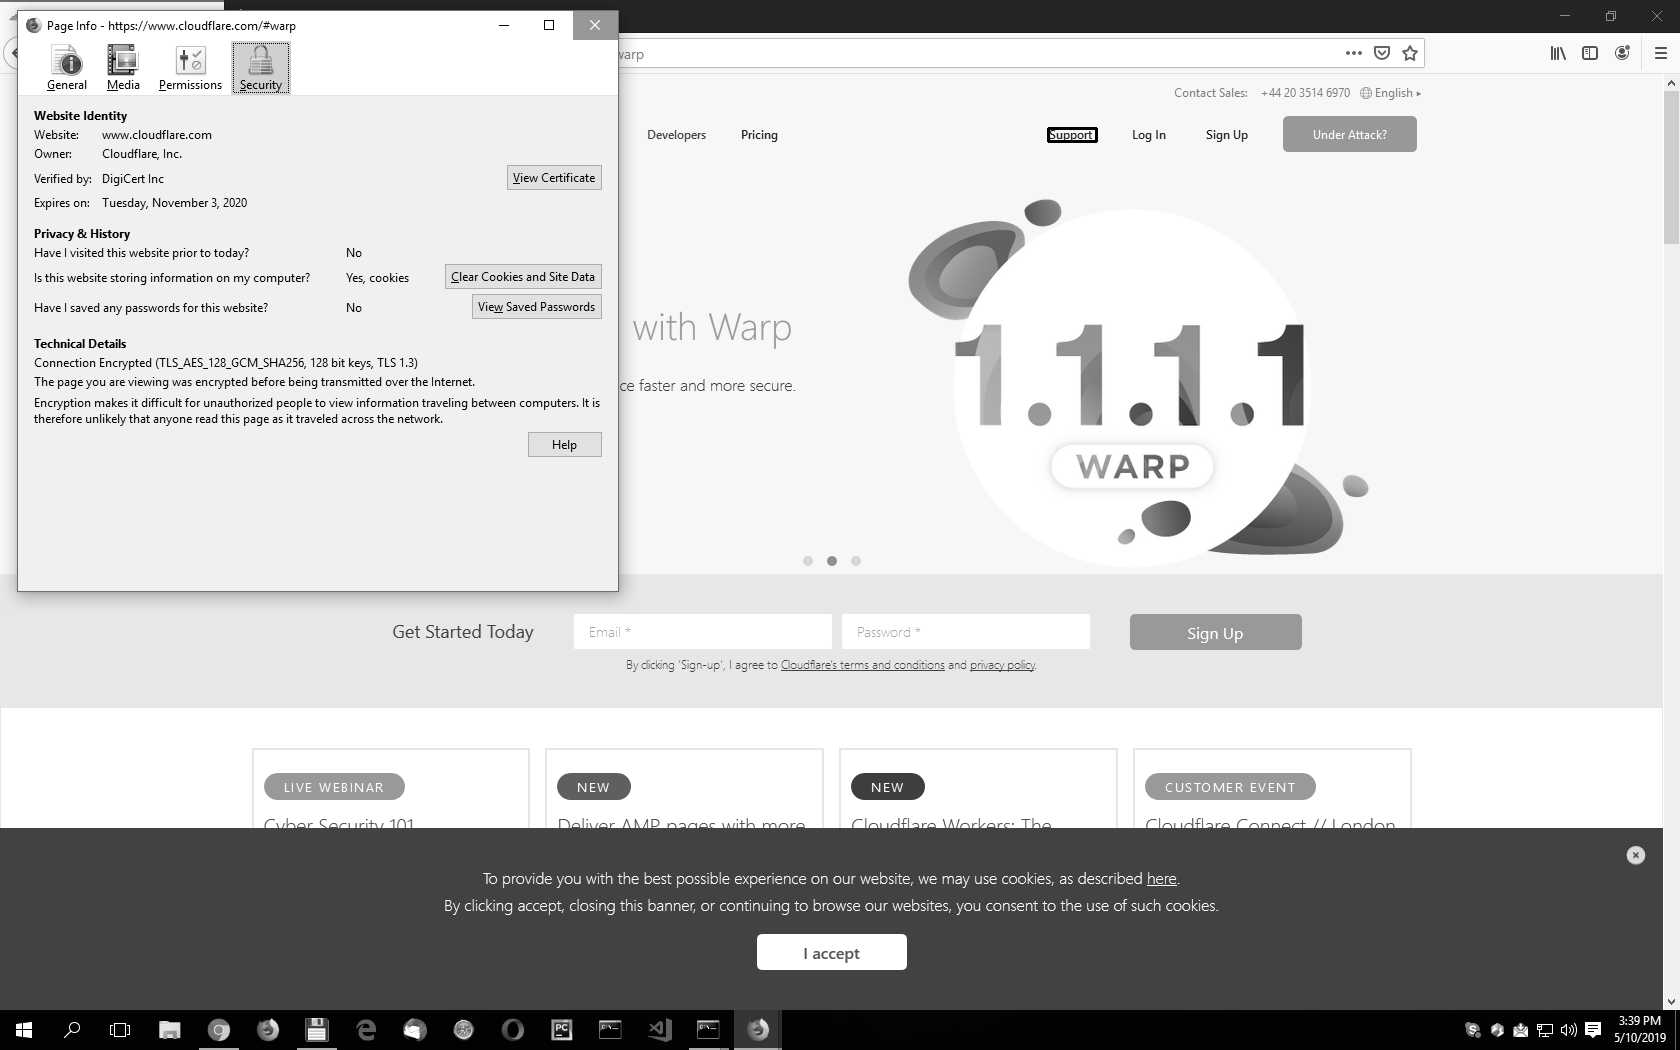 Page Info - https://www.cloudflare.com/#warp
General
Media
Permissions
Security
Website Identity
Website: www.cloudflare.com
Owner: Cloudflare, Inc.
Verified by: DigiCert Inc
View Certificate
Expires on: Tuesday, November 3, 2020
Privacy & History
Have I visited this website prior to today? No
Is this website storing information on my computer? Yes, cookies
Clear Cookies and Site Data
Have I saved any passwords for this website? No
View Saved Passwords
Technical Details
Connection Encrypted (TLS_AES_128_GCM_SHA256, 128 bit keys, TLS 1.3)
The page you are viewing was encrypted before being transmitted over the Internet.
Encryption makes it difficult for unauthorized people to view information traveling between computers. It is
therefore unlikely that anyone read this page as it traveled across the network.
Help
warp
Contact Sales: +44 20 3514 6970 English
Developers
Pricing
Support
Log In
Sign Up
Under Attack?
with Warp
ce faster and more secure.
1.1.1.1
WARP
Get Started Today
Email *
Password *
Sign Up
By clicking 'Sign-up', I agree to Cloudflare's terms and conditions and privacy policy.
LIVE WEBINAR
Cyber Security 101
NEW
Deliver AMP pages with more
NEW
Cloudflare Workers: The
CUSTOMER EVENT
Cloudflare Connect // London
To provide you with the best possible experience on our website, we may use cookies, as described here.
By clicking accept, closing this banner, or continuing to browse our websites, you consent to the use of such cookies.
I accept
PC
3:39 PM
5/10/2019